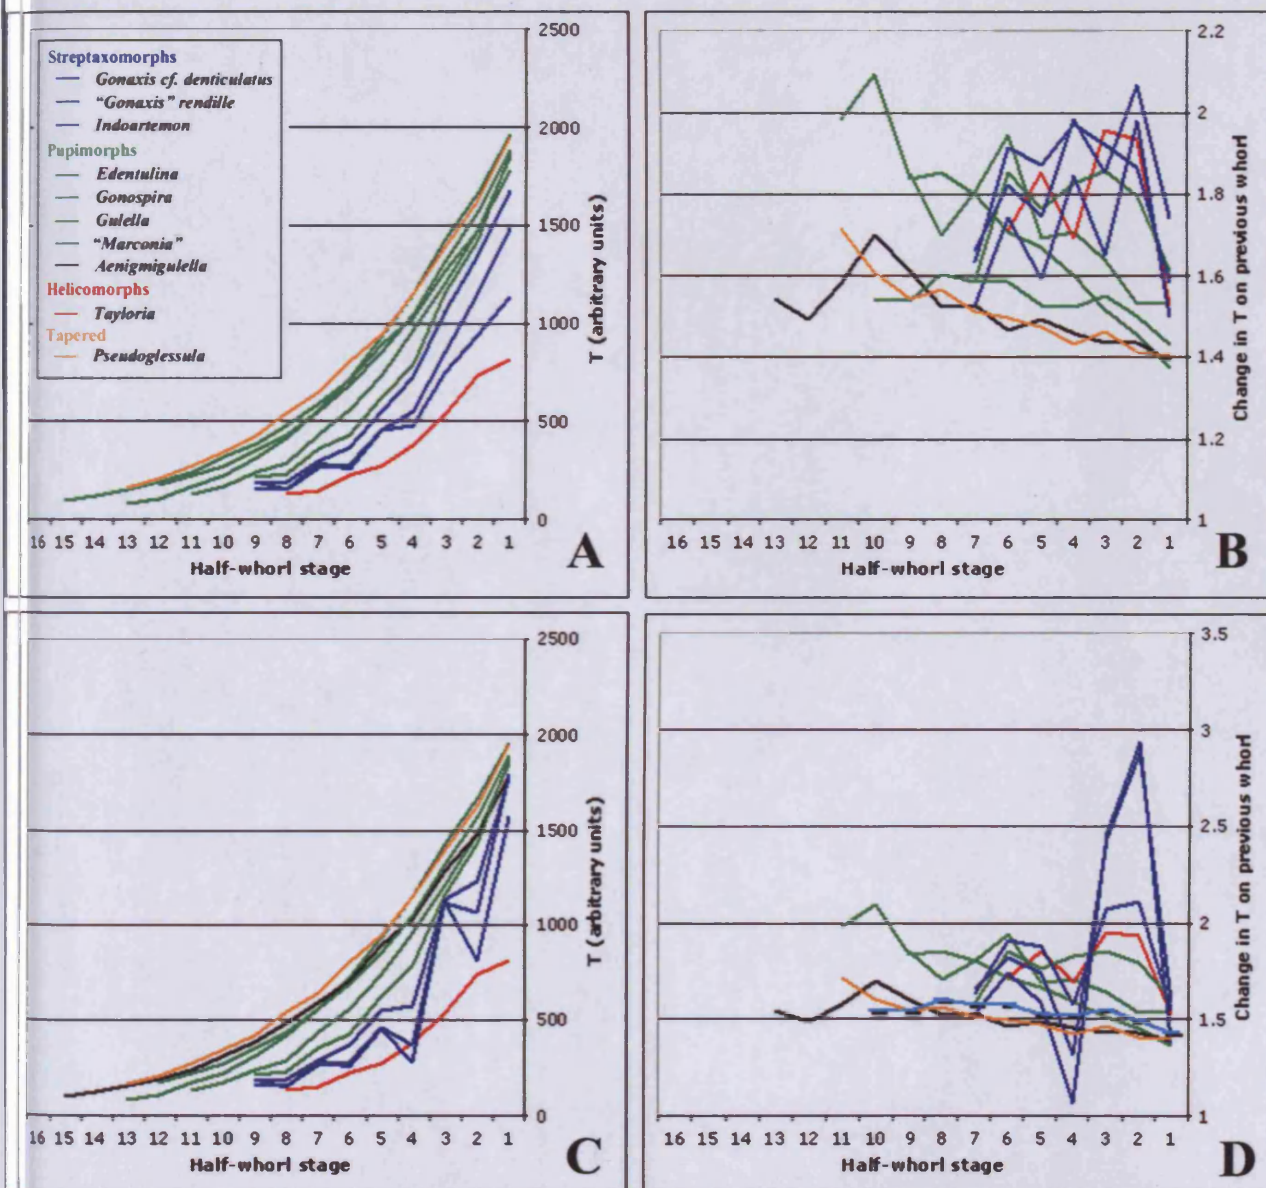 Streptaxomorphs
Gonaxis cf. denticulatus
"Gonaxis" rendille
Indoartemon
Pupimorphs
Edentulina
Gonospira
Gulella
"Marconia"
Aenigmigulella
Helicomorphs
Tayloria
Tapered
Pseudoglessula
2500
2000
1500
1000
500
0
T (arbitrary units)
16 15 14 13 12 11 10 9 8 7 6 5 4 3 2 1
Half-whorl stage
A
2.2
2
1.8
1.6
1.4
1.2
1
Change in T on previous whorl
16 15 14 13 12 11 10 9 8 7 6 5 4 3 2 1
Half-whorl stage
B
2500
2000
1500
1000
500
0
T (arbitrary units)
16 15 14 13 12 11 10 9 8 7 6 5 4 3 2 1
Half-whorl stage
C
3.5
3
2.5
2
1.5
1
Change in T on previous whorl
16 15 14 13 12 11 10 9 8 7 6 5 4 3 2 1
Half-whorl stage
D